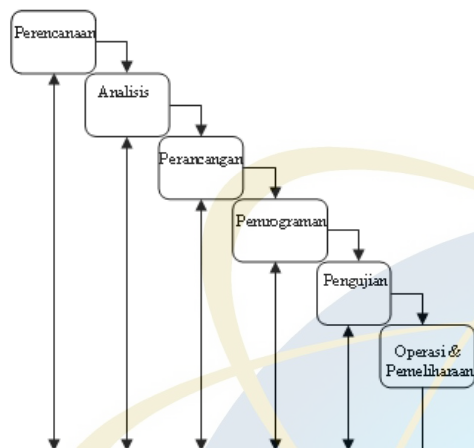 Perencanaan
Analisis
Perancangan
Pemrograman
Pengujian
Operasi &
Pemeliharaan